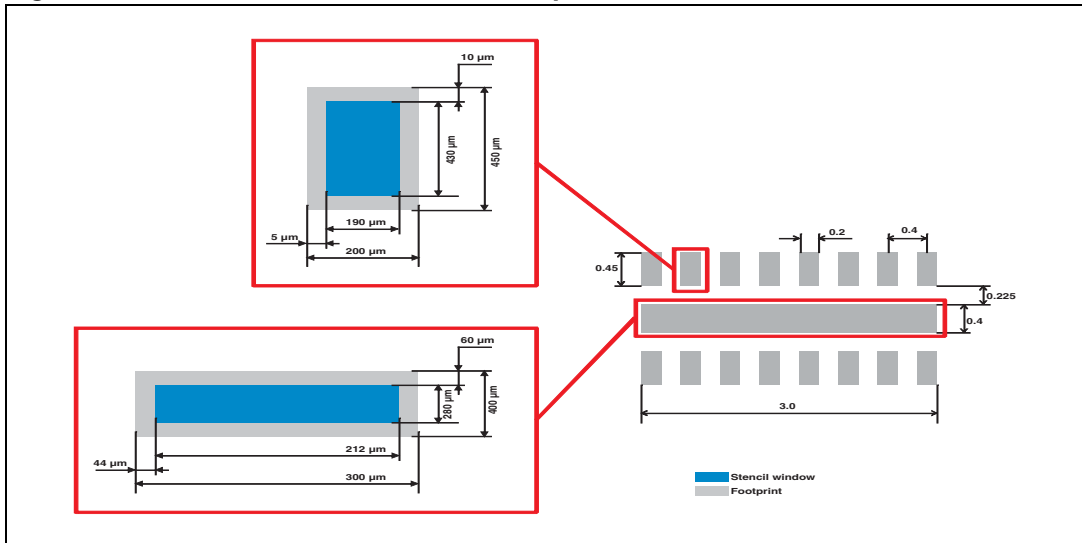 10 µm
430 µm
450 µm
190 µm
5 µm
200 µm
0.2
0.4
0.45
0.225
0.4
3.0
60 µm
280 µm
400 µm
212 µm
44 µm
300 µm
Stencil window
Footprint